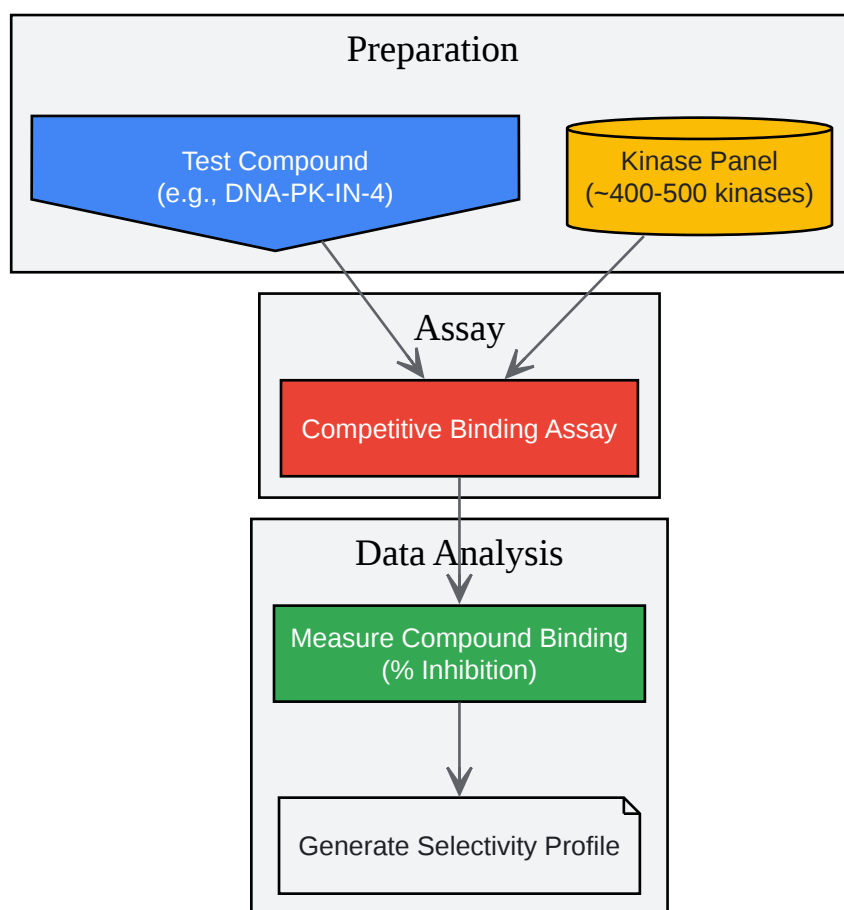 Preparation
Test Compound
(e.g., DNA-PK-IN-4)
Kinase Panel
(~400-500 kinases)
Assay
Competitive Binding Assay
Data Analysis
Measure Compound Binding
(% Inhibition)
Generate Selectivity Profile